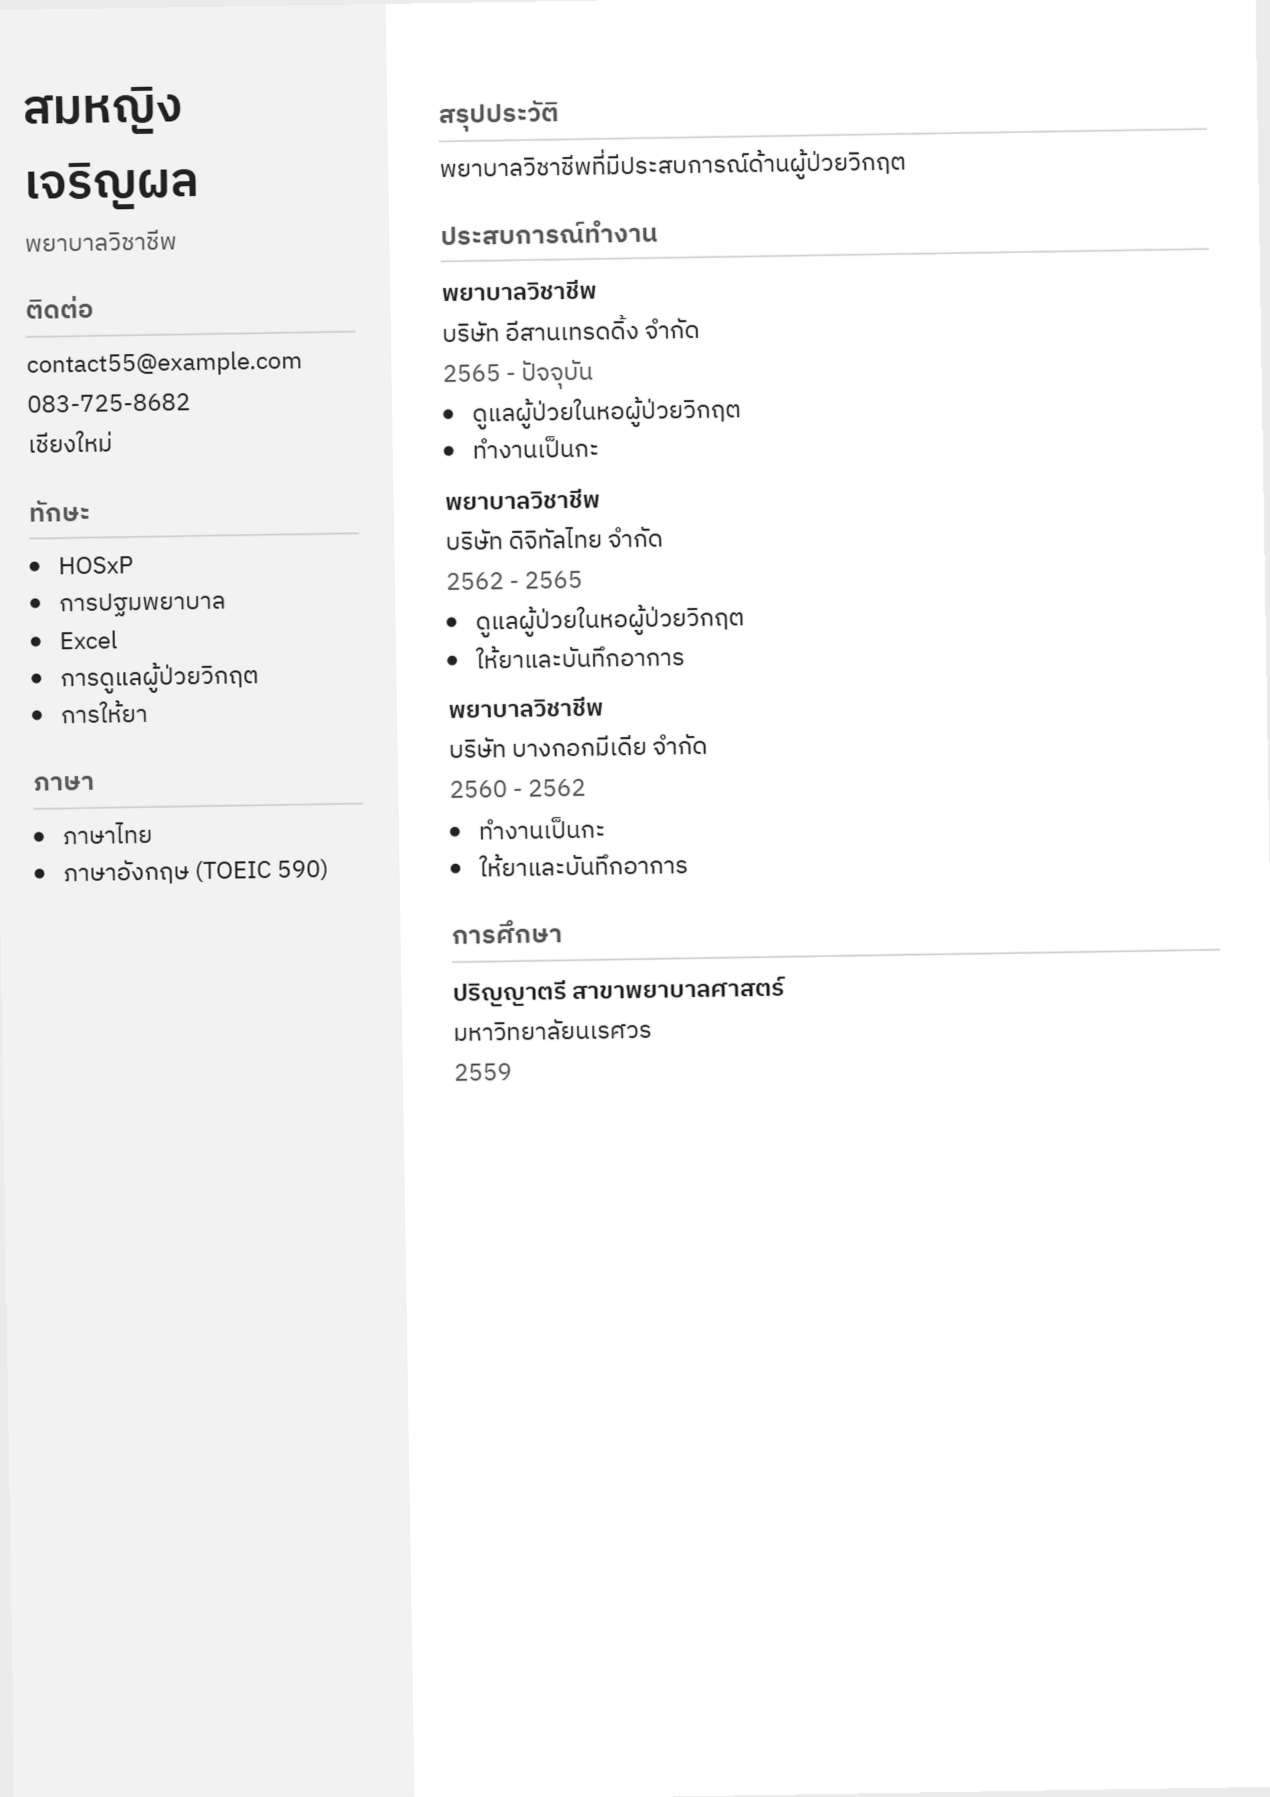 สมหญิง
เจริญผล
พยาบาลวิชาชีพ
ติดต่อ
contact55@example.com
083-725-8682
เชียงใหม่
ทักษะ
HOSxP
การปฐมพยาบาล
Excel
การดูแลผู้ป่วยวิกฤต
การให้ยา
ภาษา
ภาษาไทย
ภาษาอังกฤษ (TOEIC 590)
สรุปประวัติ
พยาบาลวิชาชีพที่มีประสบการณ์ด้านผู้ป่วยวิกฤต
ประสบการณ์ทำงาน
พยาบาลวิชาชีพ
บริษัท อีสานเทรดดิ้ง จำกัด
2565 - ปัจจุบัน
ดูแลผู้ป่วยในหอผู้ป่วยวิกฤต
ทำงานเป็นกะ
พยาบาลวิชาชีพ
บริษัท ดิจิทัลไทย จำกัด
2562 - 2565
ดูแลผู้ป่วยในหอผู้ป่วยวิกฤต
ให้ยาและบันทึกอาการ
พยาบาลวิชาชีพ
บริษัท บางกอกมีเดีย จำกัด
2560 - 2562
ทำงานเป็นกะ
ให้ยาและบันทึกอาการ
การศึกษา
ปริญญาตรี สาขาพยาบาลศาสตร์
มหาวิทยาลัยนเรศวร
2559